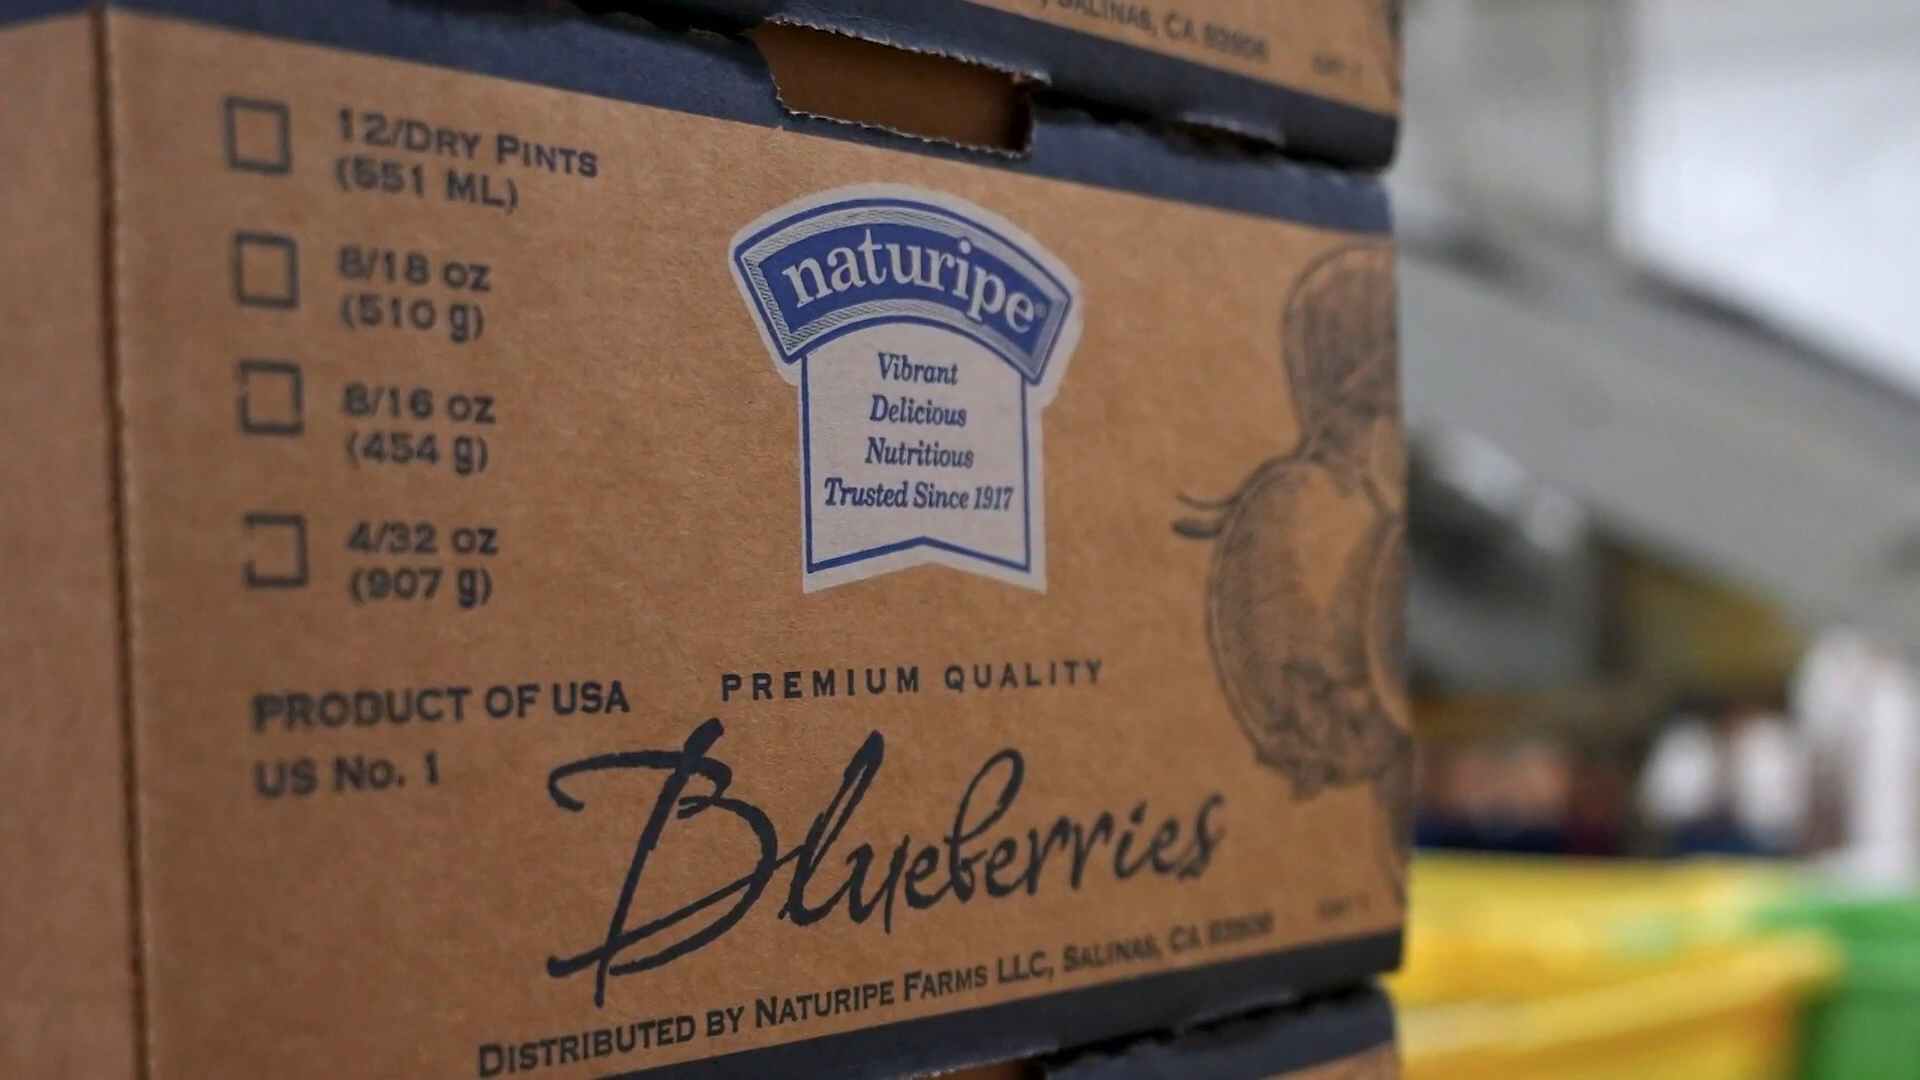 SALINAS, CA
12/DRY PINTS
(551 ML)
8/18 OZ
(510 g)
8/16 OZ
(454 g)
4/32 OZ
(907 g)
naturipe®
Vibrant
Delicious
Nutritious
Trusted Since 1917
PRODUCT OF USA
US No. 1
PREMIUM QUALITY
Blueberries
DISTRIBUTED BY NATURIPE FARMS LLC, SALINAS, CA